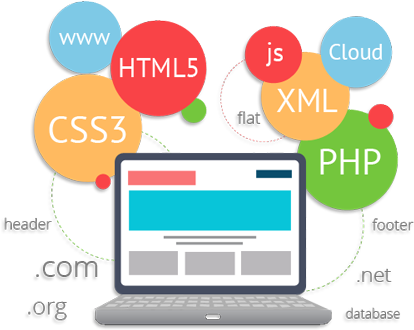 www
HTML5
CSS3
js
Cloud
XML
flat
PHP
header
footer
.com
.net
.org
database